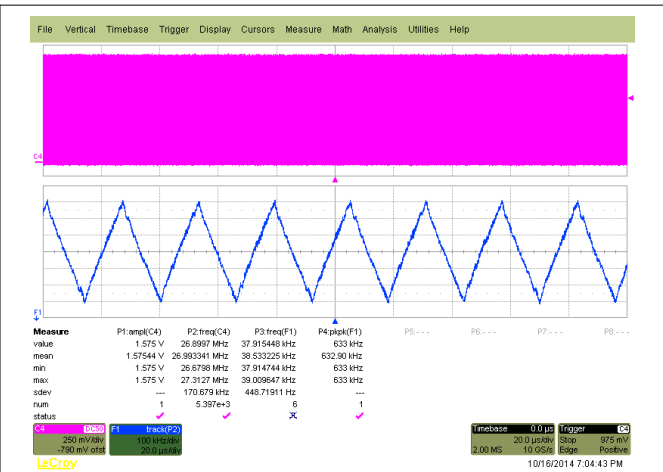 File Vertical Timebase Trigger Display Cursors Measure Math Analysis Utilities Help
C4
F1
Measure P1:ampl(C4) P2:freq(C4) P3:freq(F1) P4:pkpk(F1) P5:- - - P6:- - - P7:- - - P8:- - -
value 1.575 V 26.8997 MHz 37.915448 kHz 633 kHz
mean 1.57544 V 26.993341 MHz 38.533225 kHz 632.90 kHz
min 1.575 V 26.6798 MHz 37.914744 kHz 633 kHz
max 1.575 V 27.3127 MHz 39.009647 kHz 633 kHz
sdev --- 170.679 kHz 448.71911 Hz ---
num 1 5.397e+3 6 1
status
C4 DC50 F1 track(P2) Timebase 0.0 µs Trigger C4
250 mV/div 100 kHz/div 20.0 µs/div Stop 975 mV
-790 mV ofst 20.0 µs/div 2.00 MS 10 GS/s Edge Positive
LeCroy 10/16/2014 7:04:43 PM